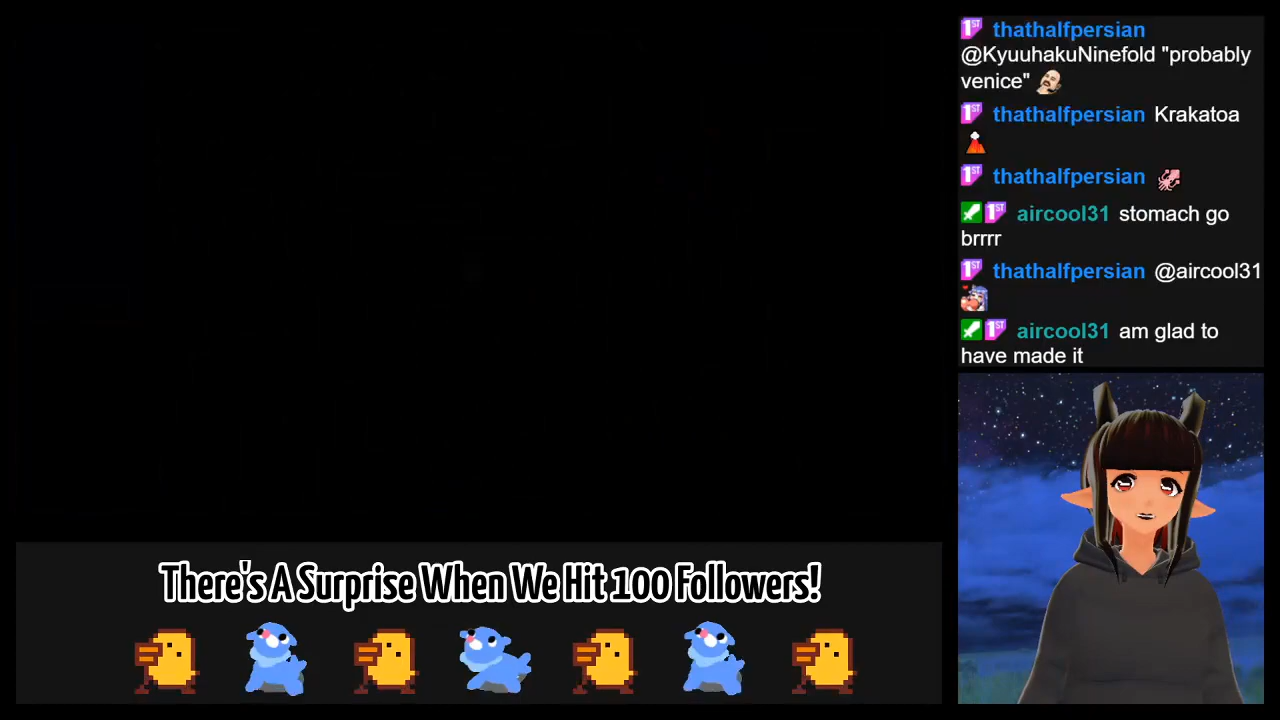 thathalfpersian
@KyuuhakuNinefold "probably
venice"
thathalfpersian Krakatoa
thathalfpersian
aircool31 stomach go
brrrr
thathalfpersian @aircool31
aircool31 am glad to
have made it
There's A Surprise When We Hit 100 Followers!